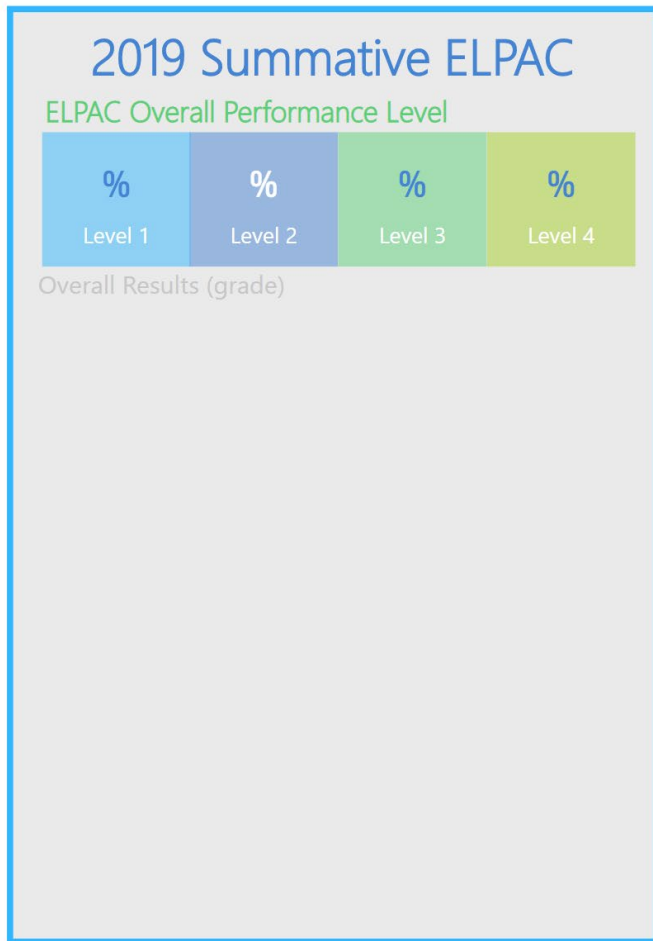 2019 Summative ELPAC
ELPAC Overall Performance Level
% % % %
Level 1 Level 2 Level 3 Level 4
Overall Results (grade)